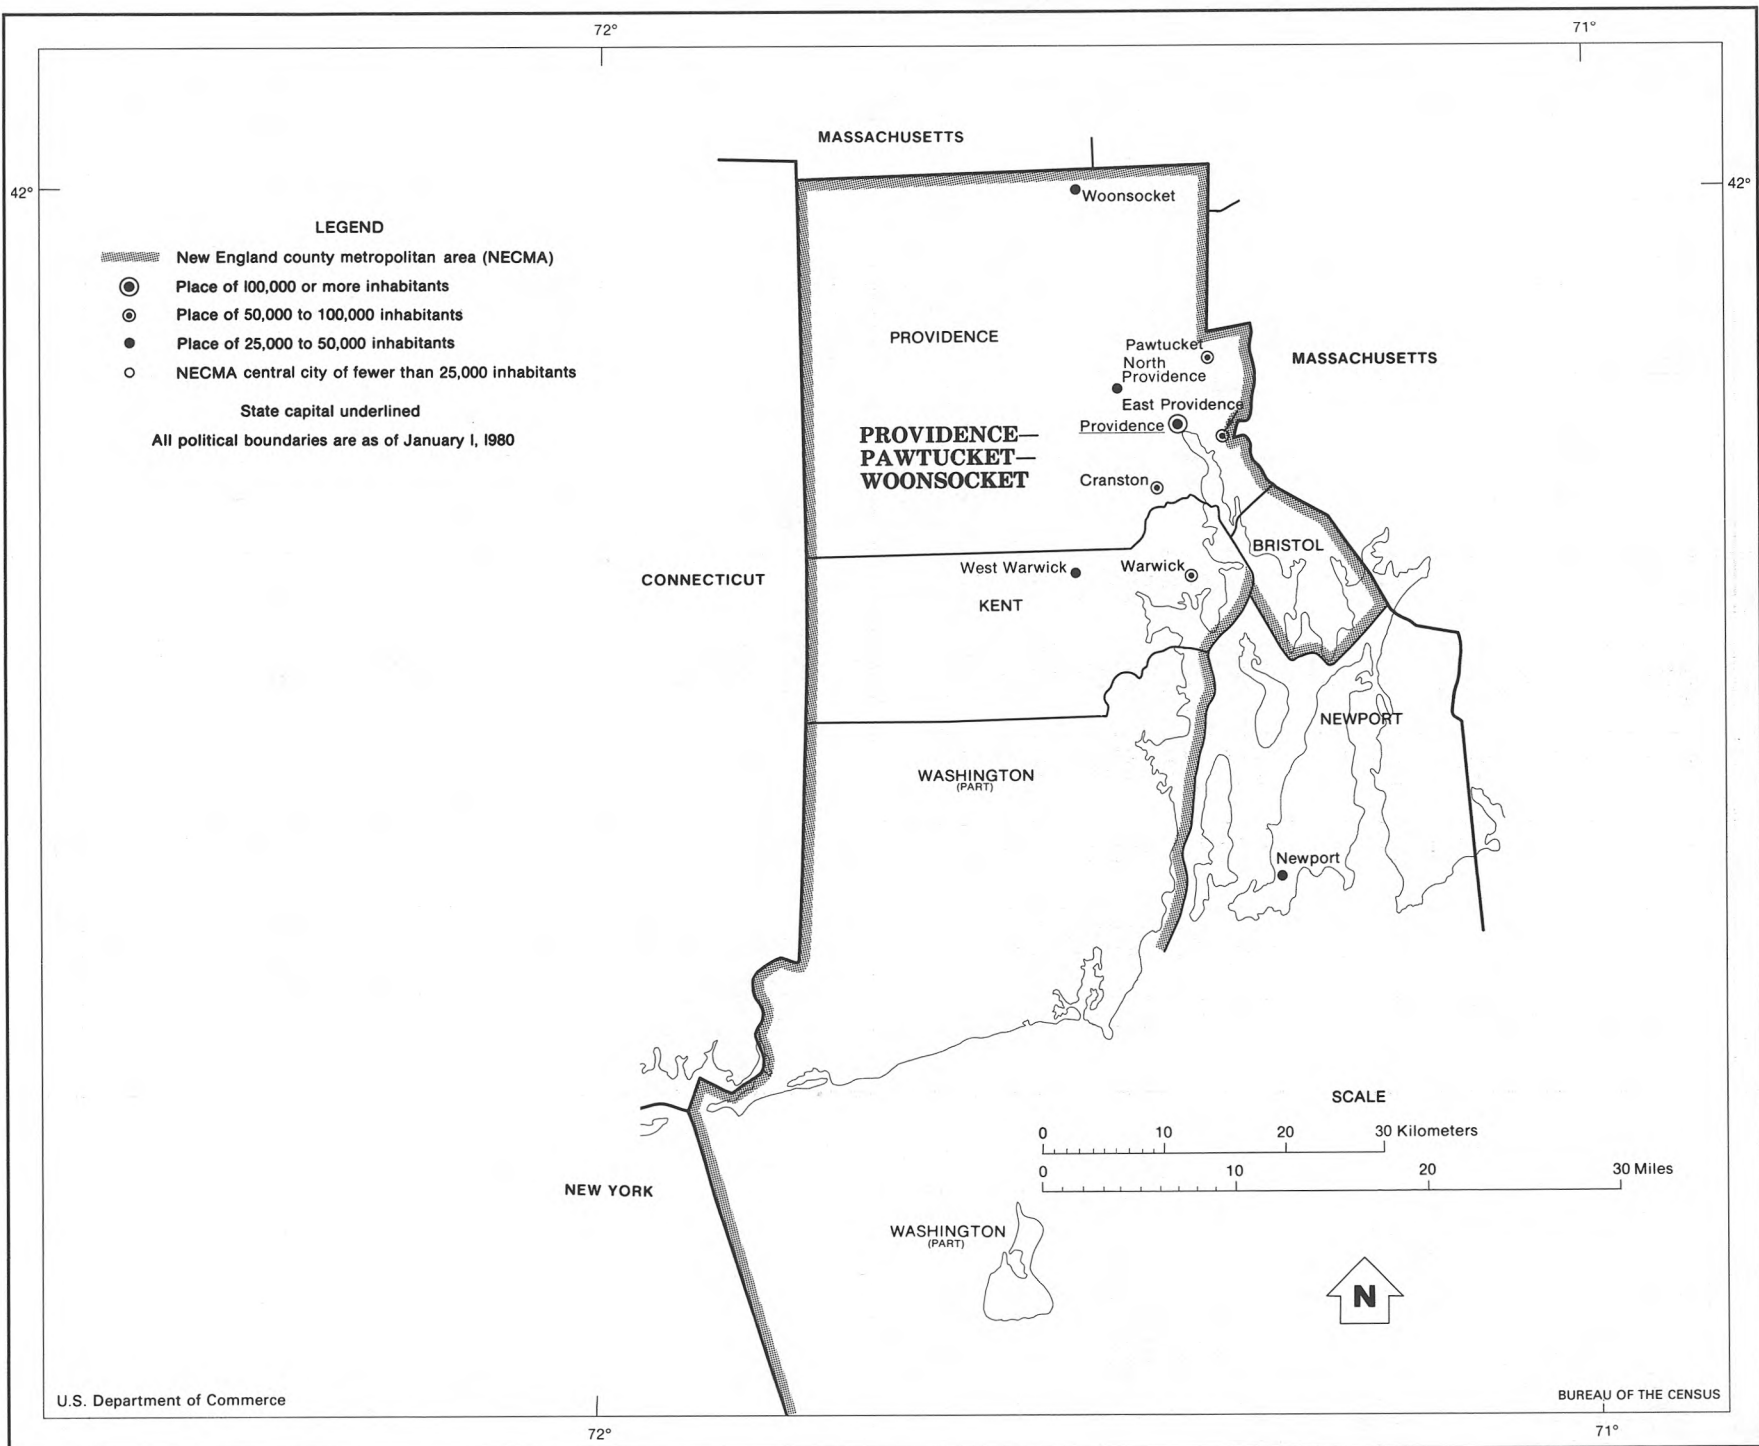 72°
71°
MASSACHUSETTS
42°
42°
Woonsocket
LEGEND
New England county metropolitan area (NECMA)
Place of 100,000 or more inhabitants
Place of 50,000 to 100,000 inhabitants
Place of 25,000 to 50,000 inhabitants
NECMA central city of fewer than 25,000 inhabitants
State capital underlined
All political boundaries are as of January 1, 1980
PROVIDENCE
Pawtucket
North
Providence
MASSACHUSETTS
East Providence
Providence
PROVIDENCE—
PAWTUCKET—
WOONSOCKET
Cranston
BRISTOL
CONNECTICUT
West Warwick
Warwick
KENT
NEWPORT
WASHINGTON
(PART)
Newport
SCALE
0 10 20 30 Kilometers
0 10 20 30 Miles
NEW YORK
WASHINGTON
(PART)
N
U.S. Department of Commerce
BUREAU OF THE CENSUS
72°
71°